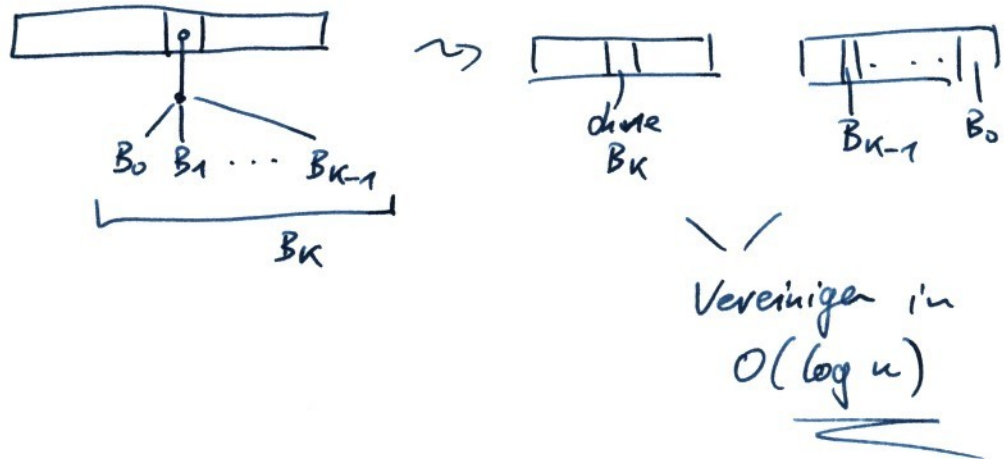 B₀ B₁ ... Bₖ₋₁
Bₖ
ohne
Bₖ
Bₖ₋₁ ... B₀
Vereinigen in
O(log n)